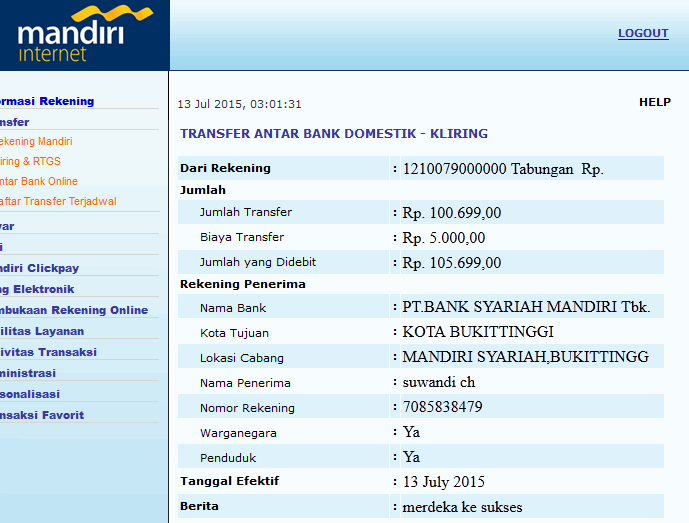 mandiri
internet
LOGOUT
ormasi Rekening
nsfer
ekening Mandiri
iring & RTGS
ntar Bank Online
aftar Transfer Terjadwal
yar
i
ndiri Clickpay
ng Elektronik
mbukaan Rekening Online
ilitas Layanan
tivitas Transaksi
ministrasi
rsonalisasi
nsaksi Favorit
13 Jul 2015, 03:01:31
HELP
TRANSFER ANTAR BANK DOMESTIK - KLIRING
Dari Rekening : 1210079000000 Tabungan Rp.
Jumlah
Jumlah Transfer : Rp. 100.699,00
Biaya Transfer : Rp. 5.000,00
Jumlah yang Didebit : Rp. 105.699,00
Rekening Penerima
Nama Bank : PT.BANK SYARIAH MANDIRI Tbk.
Kota Tujuan : KOTA BUKITTINGGI
Lokasi Cabang : MANDIRI SYARIAH,BUKITTINGG
Nama Penerima : suwandi ch
Nomor Rekening : 7085838479
Warganegara : Ya
Penduduk : Ya
Tanggal Efektif : 13 July 2015
Berita : merdeka ke sukses